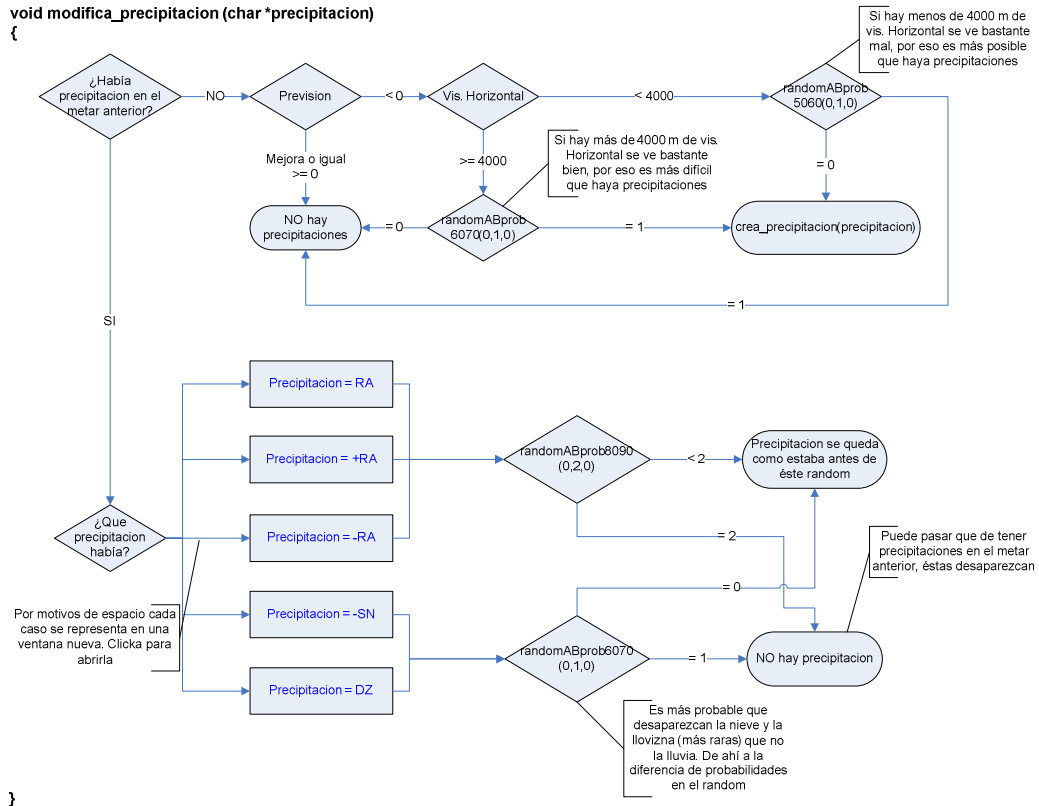 void modifica_precipitacion (char *precipitacion)
{
¿Había
precipitacion en el
metar anterior?
NO
Prevision
< 0
Vis. Horizontal
< 4000
randomABprob
5060(0,1,0)
Si hay menos de 4000 m de
vis. Horizontal se ve bastante
mal, por eso es más posible
que haya precipitaciones
Mejora o igual
>= 0
>= 4000
Si hay más de 4000 m de vis.
Horizontal se ve bastante
bien, por eso es más difícil
que haya precipitaciones
= 0
NO hay
precipitaciones
= 0
randomABprob
6070(0,1,0)
= 1
crea_precipitacion(precipitacion)
= 1
SI
Precipitacion = RA
Precipitacion = +RA
Precipitacion = -RA
Precipitacion = -SN
Precipitacion = DZ
¿Que
precipitacion
había?
Por motivos de espacio cada
caso se representa en una
ventana nueva. Clicka para
abrirla
randomABprob8090
(0,2,0)
< 2
Precipitacion se queda
como estaba antes de
éste random
= 2
Puede pasar que de tener
precipitaciones en el metar
anterior, éstas desaparezcan
= 0
randomABprob6070
(0,1,0)
= 1
NO hay precipitacion
Es más probable que
desaparezcan la nieve y la
llovizna (más raras) que no
la lluvia. De ahí a la
diferencia de probabilidades
en el random
}